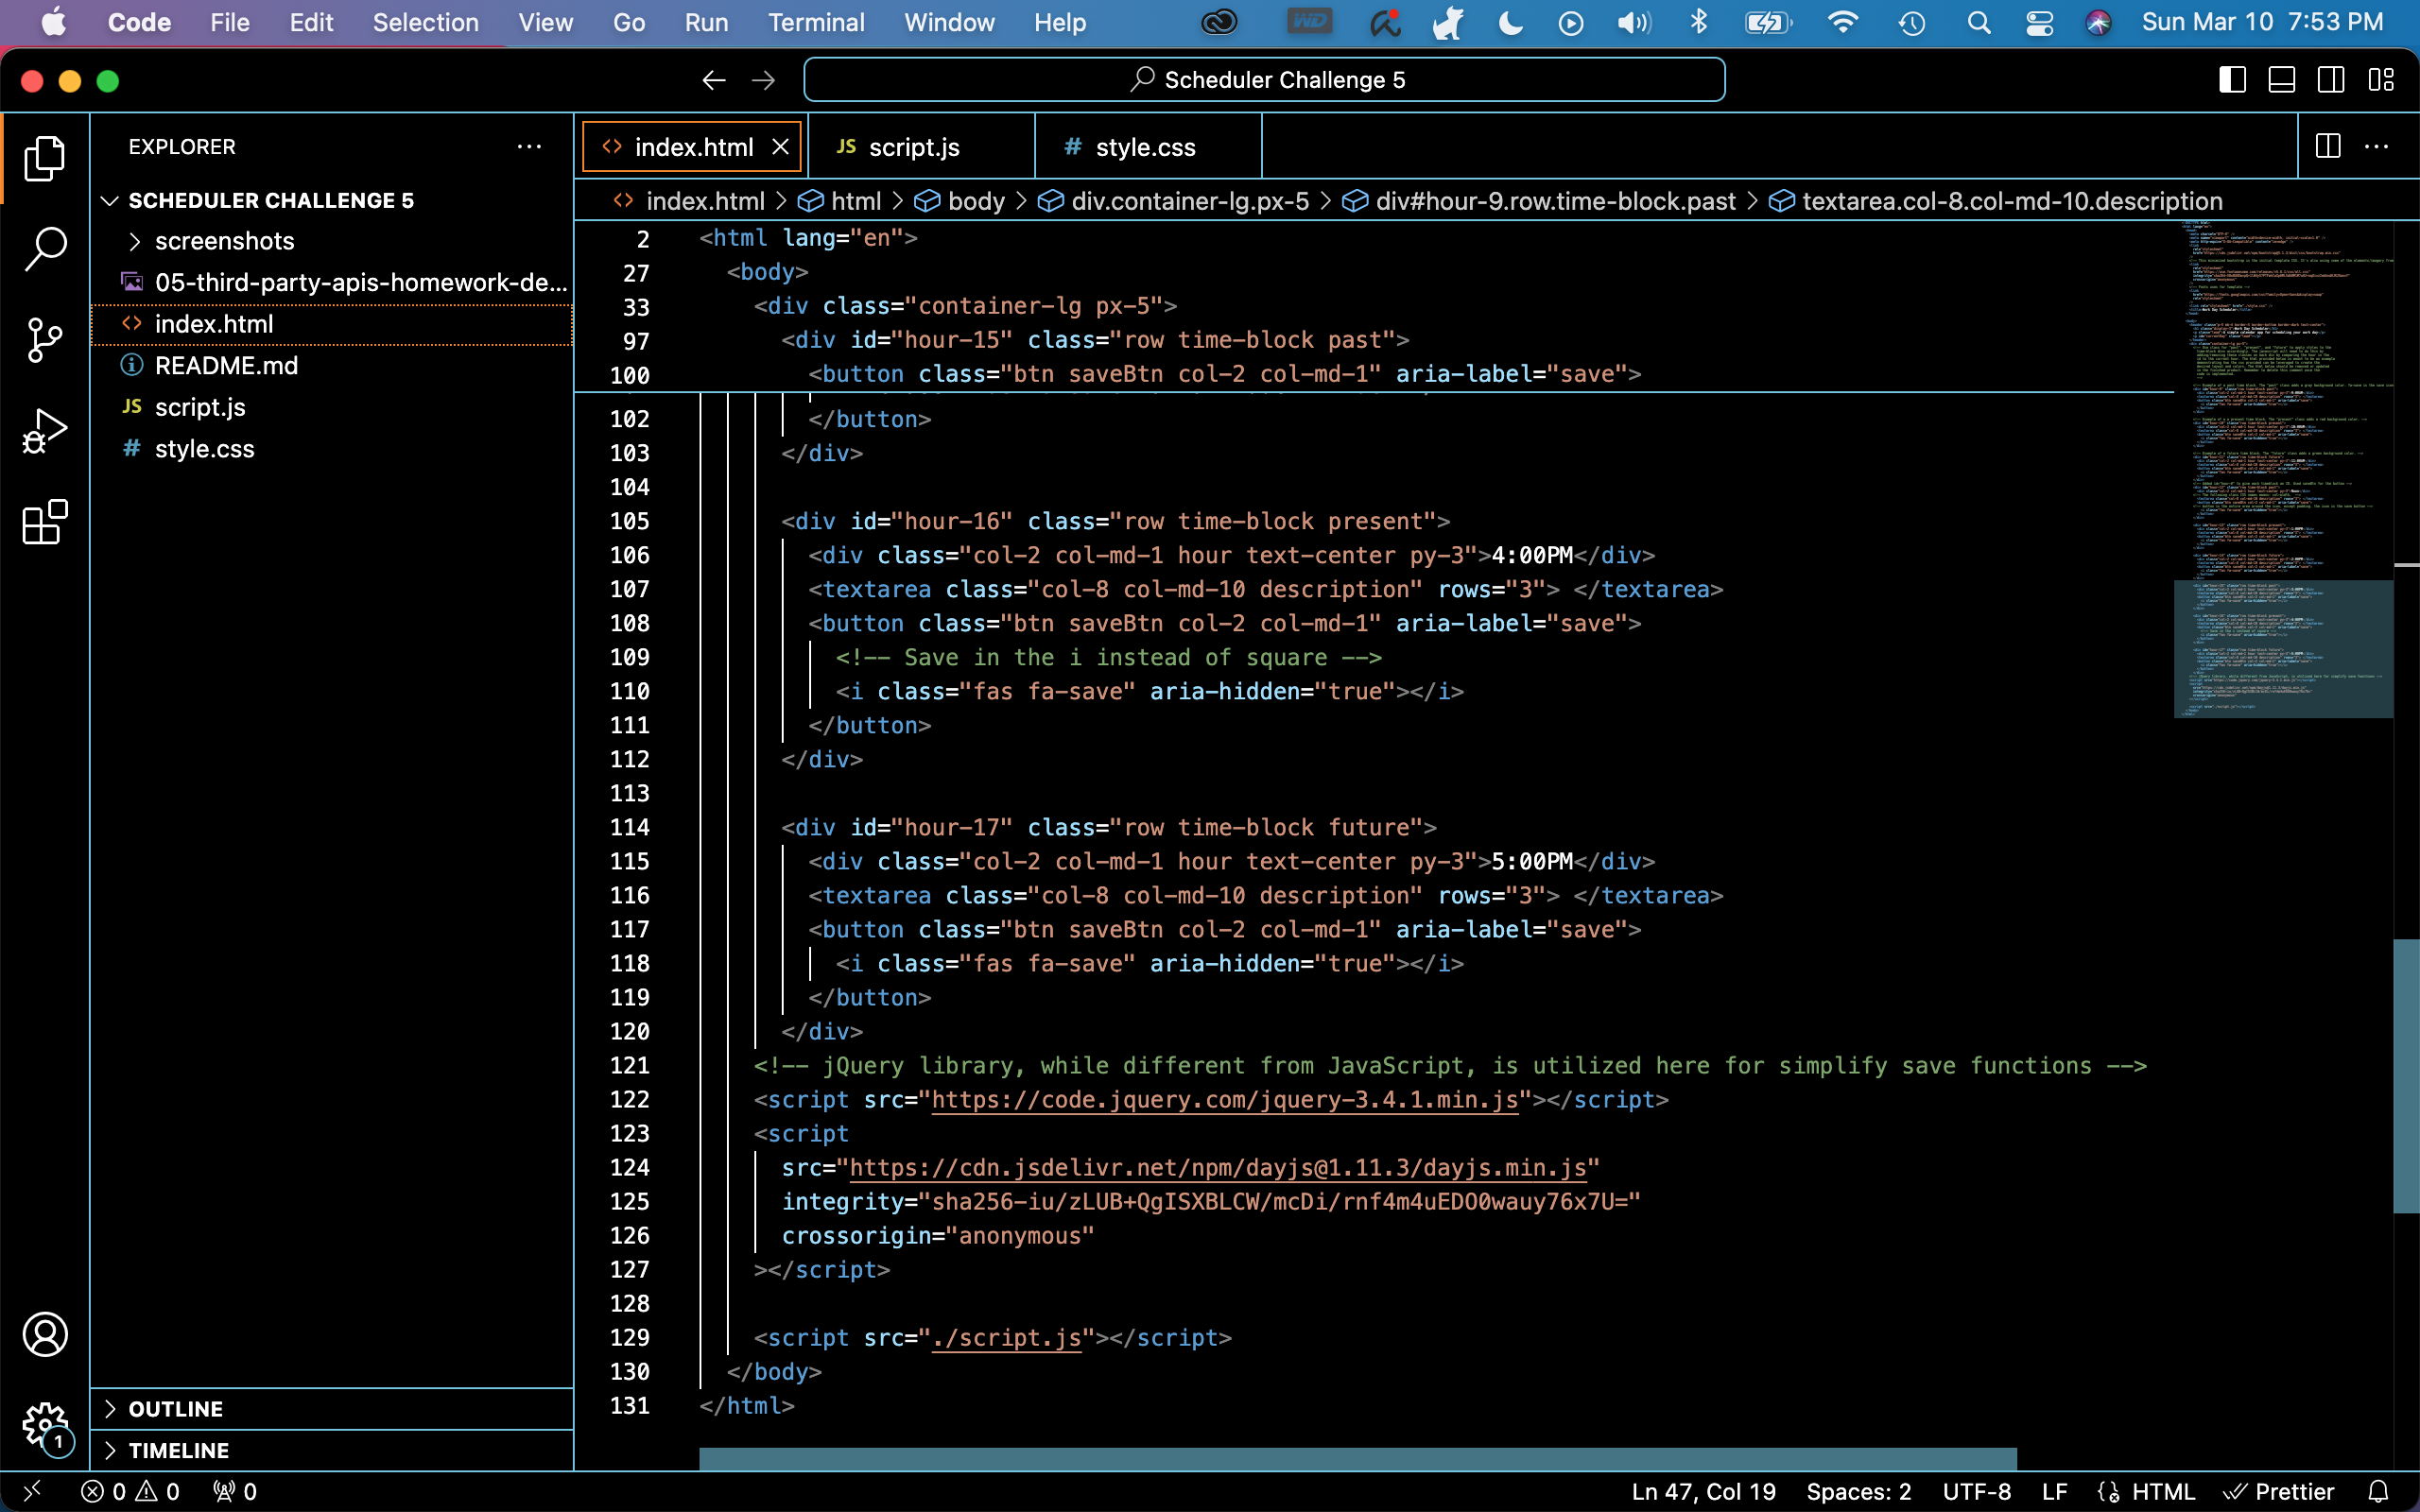 Code File Edit Selection View Go Run Terminal Window Help WD Sun Mar 10 7:53 PM
Scheduler Challenge 5
EXPLORER
SCHEDULER CHALLENGE 5
screenshots
05-third-party-apis-homework-de...
index.html
README.md
JS script.js
# style.css
OUTLINE
TIMELINE
index.html JS script.js # style.css
index.html > html > body > div.container-lg.px-5 > div#hour-9.row.time-block.past > textarea.col-8.col-md-10.description
2 <html lang="en">
27 <body>
33 <div class="container-lg px-5">
97 <div id="hour-15" class="row time-block past">
100 <button class="btn saveBtn col-2 col-md-1" aria-label="save">
102 </button>
103 </div>
104
105 <div id="hour-16" class="row time-block present">
106 <div class="col-2 col-md-1 hour text-center py-3">4:00PM</div>
107 <textarea class="col-8 col-md-10 description" rows="3"> </textarea>
108 <button class="btn saveBtn col-2 col-md-1" aria-label="save">
109 <!-- Save in the i instead of square -->
110 <i class="fas fa-save" aria-hidden="true"></i>
111 </button>
112 </div>
113
114 <div id="hour-17" class="row time-block future">
115 <div class="col-2 col-md-1 hour text-center py-3">5:00PM</div>
116 <textarea class="col-8 col-md-10 description" rows="3"> </textarea>
117 <button class="btn saveBtn col-2 col-md-1" aria-label="save">
118 <i class="fas fa-save" aria-hidden="true"></i>
119 </button>
120 </div>
121 <!-- jQuery library, while different from JavaScript, is utilized here for simplify save functions -->
122 <script src="https://code.jquery.com/jquery-3.4.1.min.js"></script>
123 <script
124 src="https://cdn.jsdelivr.net/npm/dayjs@1.11.3/dayjs.min.js"
125 integrity="sha256-iu/zLUB+QgISXBLCW/mcDi/rnf4m4uEDO0wauy76x7U="
126 crossorigin="anonymous"
127 ></script>
128
129 <script src="./script.js"></script>
130 </body>
131 </html>
1
0 0 0 Ln 47, Col 19 Spaces: 2 UTF-8 LF HTML Prettier